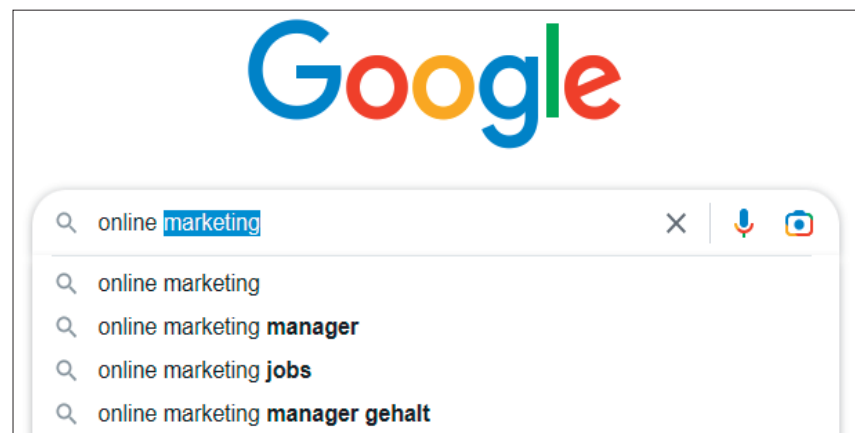 Google
online marketing
online marketing
online marketing manager
online marketing jobs
online marketing manager gehalt